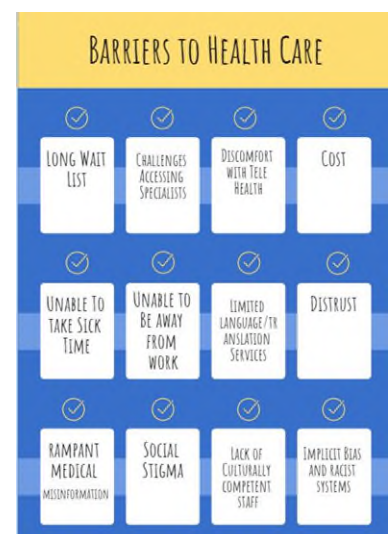 BARRIERS TO HEALTH CARE
LONG WAIT
LIST
CHALLENGES
ACCESSING
SPECIALISTS
DISCOMFORT
WITH TELE
HEALTH
COST
UNABLE TO
TAKE SICK
TIME
UNABLE TO
BE AWAY
FROM
WORK
LIMITED
LANGUAGE/TR
ANSLATION
SERVICES
DISTRUST
RAMPANT
MEDICAL
MISINFORMATION
SOCIAL
STIGMA
LACK OF
CULTURALLY
COMPETENT
STAFF
IMPLICIT BIAS
AND RACIST
SYSTEMS